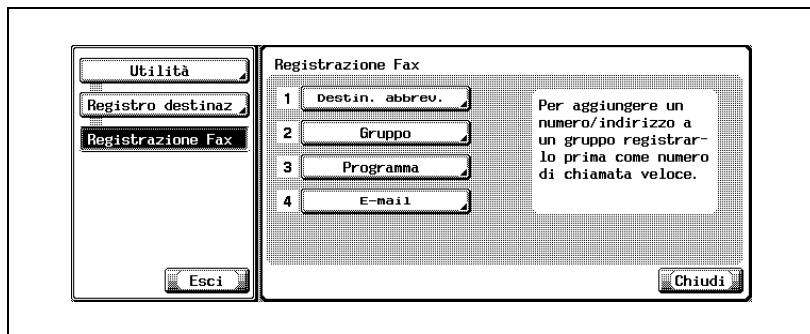 Utilità
Registro destinaz
Registrazione Fax
Esci
Registrazione Fax
1 Destin. abbrev.
2 Gruppo
3 Programma
4 E-mail
Per aggiungere un
numero/indirizzo a
un gruppo registrar-
lo prima come numero
di chiamata veloce.
Chiudi